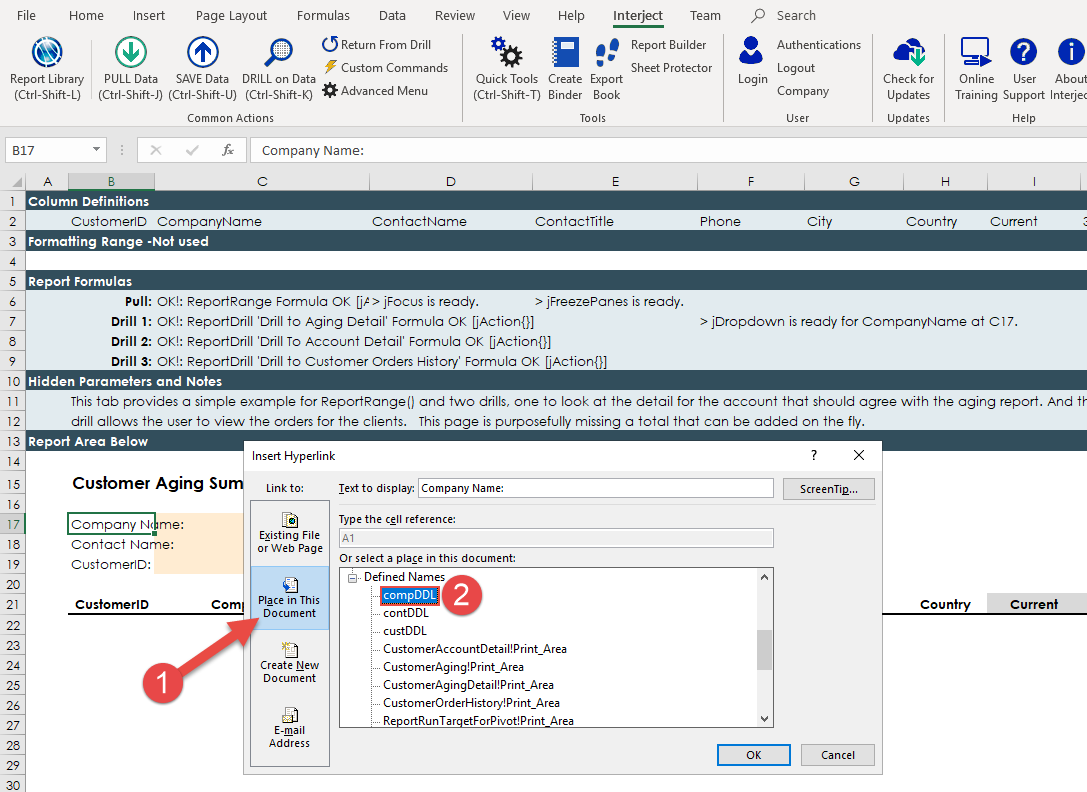 File Home Insert Page Layout Formulas Data Review View Help Interject Team Search
Report Library
(Ctrl-Shift-L)
PULL Data
(Ctrl-Shift-J)
SAVE Data
(Ctrl-Shift-U)
DRILL on Data
(Ctrl-Shift-K)
Return From Drill
Custom Commands
Advanced Menu
Common Actions
Quick Tools
(Ctrl-Shift-T)
Create
Binder
Export
Book
Report Builder
Sheet Protector
Tools
Login
Authentications
Logout
Company
User
Check for
Updates
Updates
Online
Training
User
Support
About
Interjec
Help
B17 fx Company Name:
A B C D E F G H I
1 Column Definitions
2 CustomerID CompanyName ContactName ContactTitle Phone City Country Current 3
3 Formatting Range -Not used
4
5 Report Formulas
6 Pull: OK!: ReportRange Formula OK [jA > jFocus is ready. > jFreezePanes is ready.
7 Drill 1: OK!: ReportDrill 'Drill to Aging Detail' Formula OK [jAction{}] > jDropdown is ready for CompanyName at C17.
8 Drill 2: OK!: ReportDrill 'Drill To Account Detail' Formula OK [jAction{}]
9 Drill 3: OK!: ReportDrill 'Drill to Customer Orders History' Formula OK [jAction{}]
10 Hidden Parameters and Notes
11 This tab provides a simple example for ReportRange() and two drills, one to look at the detail for the account that should agree with the aging report. And th
12 drill allows the user to view the orders for the clients. This page is purposefully missing a total that can be added on the fly.
13 Report Area Below
14
15 Customer Aging Sum
16
17 Company Name:
18 Contact Name:
19 CustomerID:
20
21 CustomerID Comp Country Current
22
23
24
25
26
27
28
29
30
Insert Hyperlink ?
Link to:
Text to display: Company Name:
ScreenTip...
Existing File
or Web Page
Place in This
Document
Create New
Document
E-mail
Address
Type the cell reference:
A1
Or select a place in this document:
Defined Names
compDDL
contDDL
custDDL
CustomerAccountDetail!Print_Area
CustomerAging!Print_Area
CustomerAgingDetail!Print_Area
CustomerOrderHistory!Print_Area
ReportRunTargetForPivot!Print_Area
OK Cancel
1
2